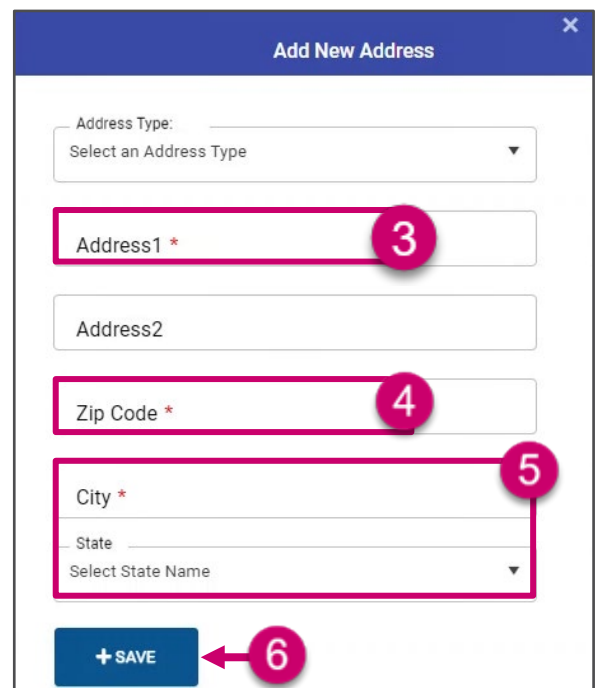 ×
Add New Address
Address Type:
Select an Address Type
Address1 *
3
Address2
Zip Code *
4
5
City *
State
Select State Name
+ SAVE
6